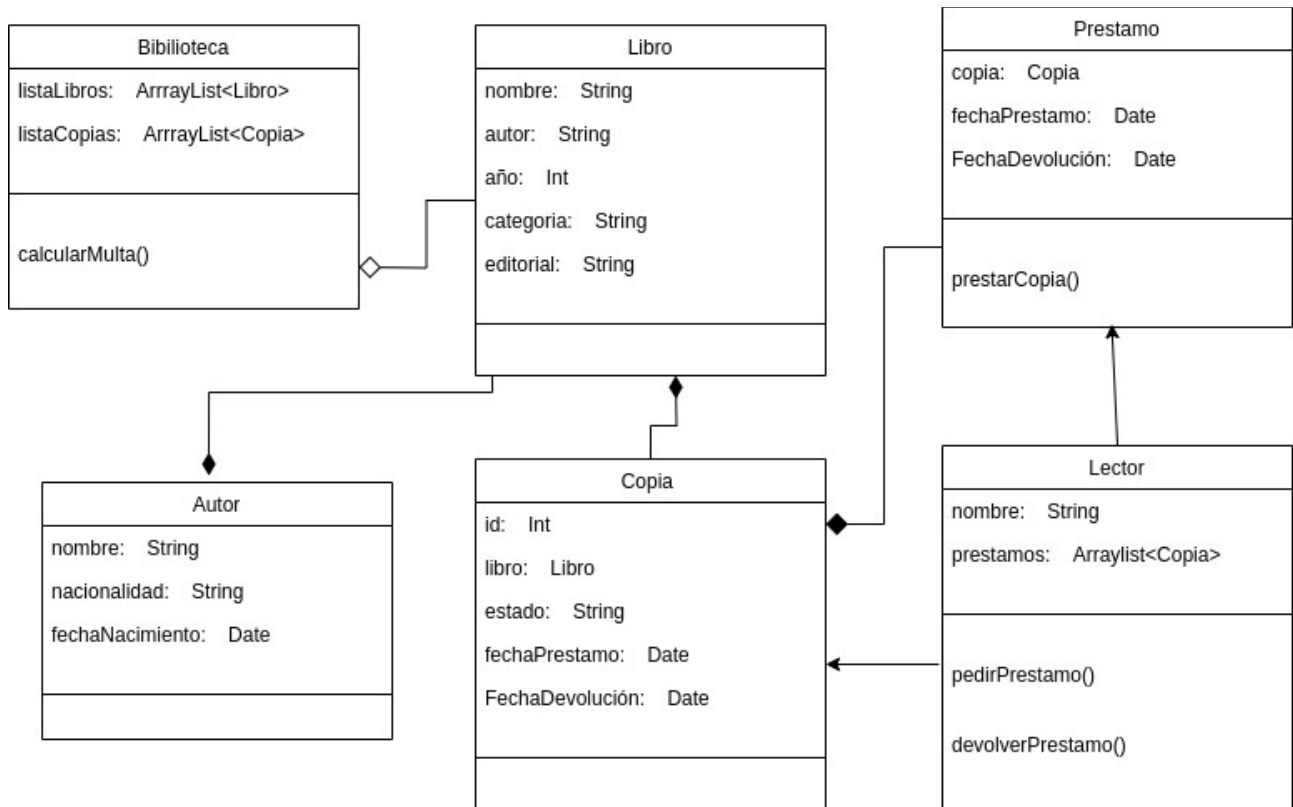 Bibilioteca
listaLibros: ArrrayList<Libro>
listaCopias: ArrrayList<Copia>
calcularMulta()
Libro
nombre: String
autor: String
año: Int
categoria: String
editorial: String
Prestamo
copia: Copia
fechaPrestamo: Date
FechaDevolución: Date
prestarCopia()
Autor
nombre: String
nacionalidad: String
fechaNacimiento: Date
Copia
id: Int
libro: Libro
estado: String
fechaPrestamo: Date
FechaDevolución: Date
Lector
nombre: String
prestamos: Arraylist<Copia>
pedirPrestamo()
devolverPrestamo()